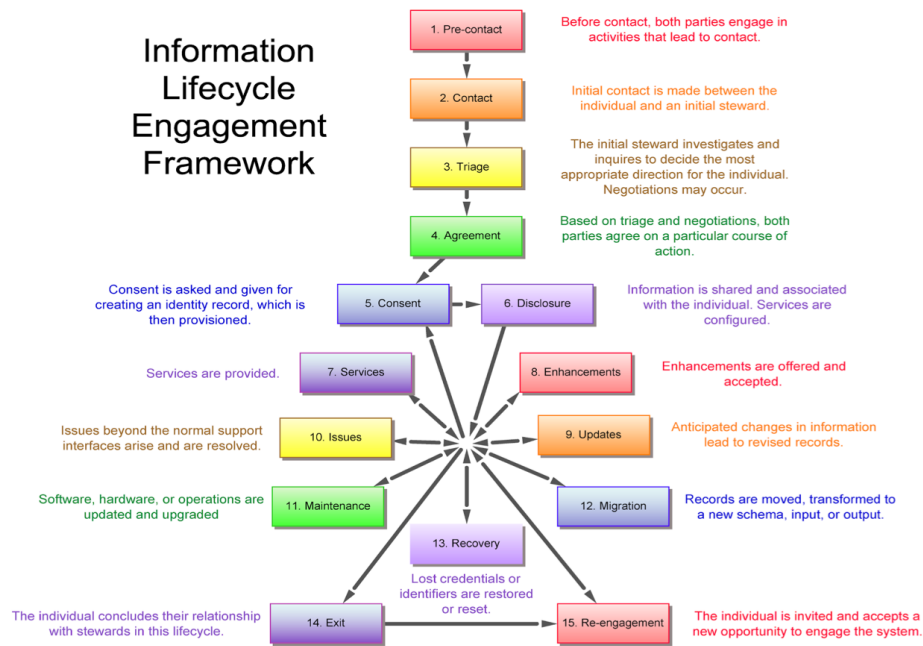 Information
Lifecycle
Engagement
Framework
1. Pre-contact
Before contact, both parties engage in
activities that lead to contact.
2. Contact
Initial contact is made between the
individual and an initial steward.
3. Triage
The initial steward investigates and
inquires to decide the most
appropriate direction for the individual.
Negotiations may occur.
4. Agreement
Based on triage and negotiations, both
parties agree on a particular course of
action.
Consent is asked and given for
creating an identity record, which is
then provisioned.
5. Consent
6. Disclosure
Information is shared and associated
with the individual. Services are
configured.
Services are provided.
7. Services
8. Enhancements
Enhancements are offered and
accepted.
Issues beyond the normal support
interfaces arise and are resolved.
10. Issues
9. Updates
Anticipated changes in information
lead to revised records.
Software, hardware, or operations are
updated and upgraded
11. Maintenance
12. Migration
Records are moved, transformed to
a new schema, input, or output.
13. Recovery
Lost credentials or
identifiers are restored
or reset.
The individual concludes their relationship
with stewards in this lifecycle.
14. Exit
15. Re-engagement
The individual is invited and accepts a
new opportunity to engage the system.